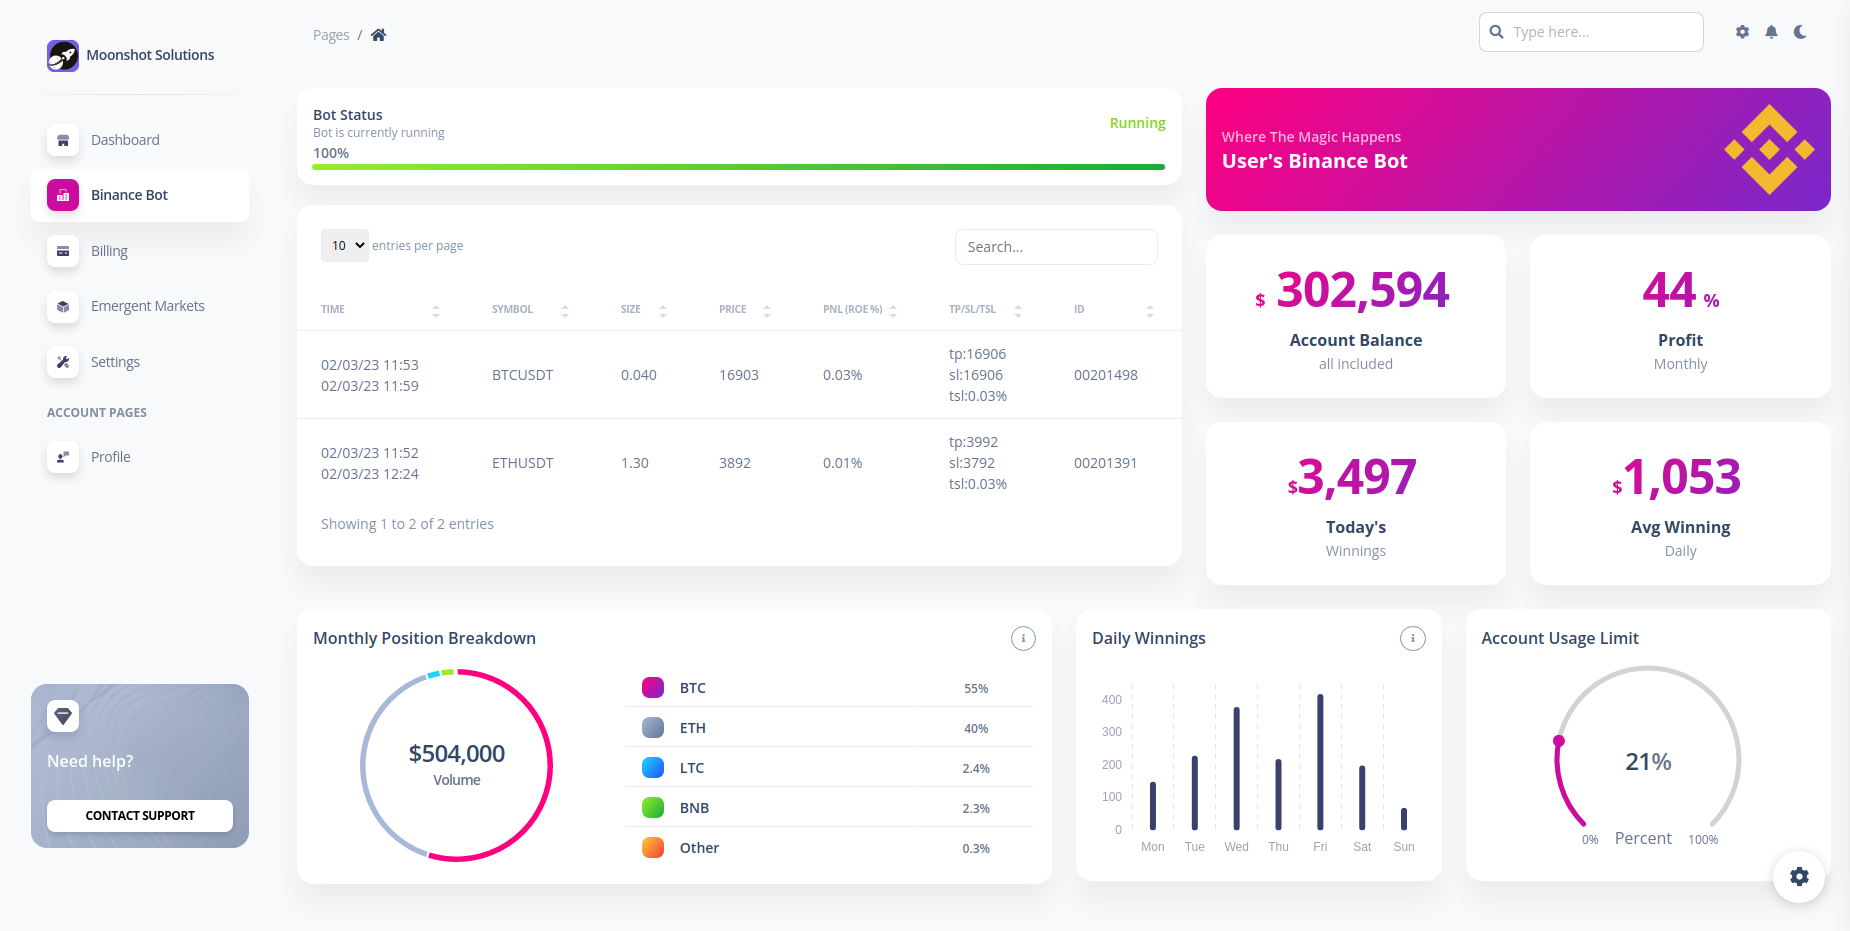 Moonshot Solutions
Dashboard
Binance Bot
Billing
Emergent Markets
Settings
ACCOUNT PAGES
Profile
Need help?
CONTACT SUPPORT
Pages /
Type here...
Bot Status
Bot is currently running
100%
Running
Where The Magic Happens
User's Binance Bot
10 entries per page
Search...
TIME SYMBOL SIZE PRICE PNL (ROE %) TP/SL/TSL ID
02/03/23 11:53
02/03/23 11:59
BTCUSDT
0.040
16903
0.03%
tp:16906
sl:16906
tsl:0.03%
00201498
02/03/23 11:52
02/03/23 12:24
ETHUSDT
1.30
3892
0.01%
tp:3992
sl:3792
tsl:0.03%
00201391
Showing 1 to 2 of 2 entries
$ 302,594
Account Balance
all included
44 %
Profit
Monthly
$3,497
Today's
Winnings
$1,053
Avg Winning
Daily
Monthly Position Breakdown
i
$504,000
Volume
BTC 55%
ETH 40%
LTC 2.4%
BNB 2.3%
Other 0.3%
Daily Winnings
i
400
300
200
100
0
Mon Tue Wed Thu Fri Sat Sun
Account Usage Limit
21%
0% Percent 100%